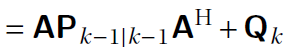 = AP_{k−1|k−1}A^H + Q_k